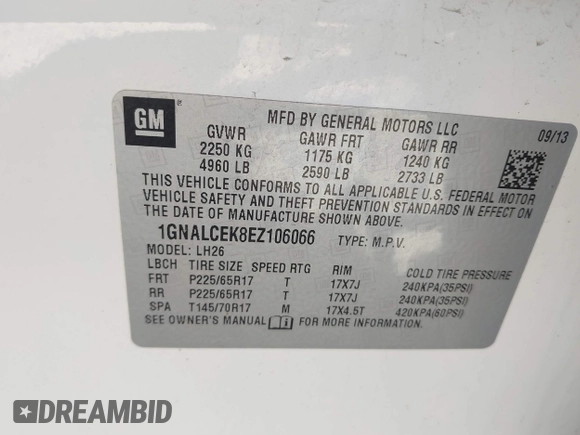 GM
MFD BY GENERAL MOTORS LLC
GVWR GAWR FRT GAWR RR 09/13
2250 KG 1175 KG 1240 KG
4960 LB 2590 LB 2733 LB
THIS VEHICLE CONFORMS TO ALL APPLICABLE U.S. FEDERAL MOTOR
VEHICLE SAFETY AND THEFT PREVENTION STANDARDS IN EFFECT ON
THE DATE OF MANUFACTURE SHOWN ABOVE.
1GNALCEK8EZ106066 TYPE: M.P.V.
MODEL: LH26
LBCH TIRE SIZE SPEED RTG RIM COLD TIRE PRESSURE
FRT P225/65R17 T 17X7J 240KPA(35PSI)
RR P225/65R17 T 17X7J 240KPA(35PSI)
SPA T145/70R17 M 17X4.5T 420KPA(60PSI)
SEE OWNER'S MANUAL i FOR MORE INFORMATION.
DREAMBID